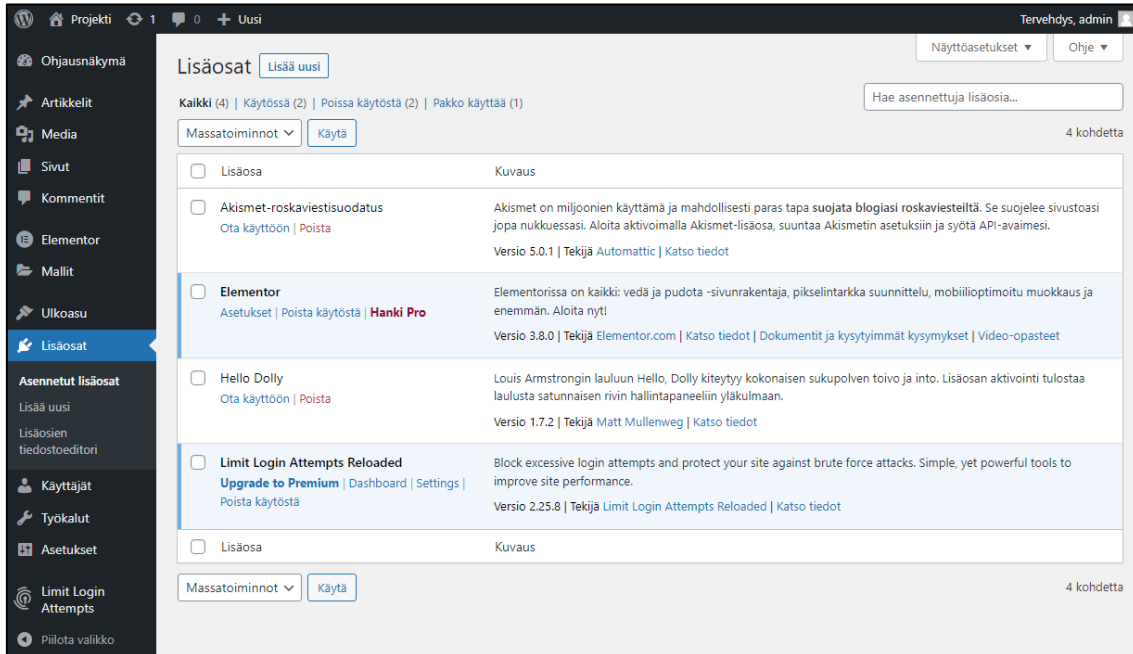 Projekti 1 0 + Uusi Tervehdys, admin
Ohjausnäkymä
Artikkelit
Media
Sivut
Kommentit
Elementor
Mallit
Ulkoasu
Lisäosat
Asennetut lisäosat
Lisää uusi
Lisäosien
tiedostoeditori
Käyttäjät
Työkalut
Asetukset
Limit Login
Attempts
Piilota valikko
Näyttöasetukset Ohje
Lisäosat Lisää uusi
Kaikki (4) | Käytössä (2) | Poissa käytöstä (2) | Pakko käyttää (1)
Hae asennettuja lisäosia...
Massatoiminnot Käytä 4 kohdetta
Lisäosa Kuvaus
Akismet-roskaviestisuodatus
Ota käyttöön | Poista
Akismet on miljoonien käyttämä ja mahdollisesti paras tapa suojata blogiasi roskaviesteiltä. Se suojelee sivustoasi
jopa nukkuessasi. Aloita aktivoimalla Akismet-lisäosa, suuntaa Akismetin asetuksiin ja syötä API-avaimesi.
Versio 5.0.1 | Tekijä Automattic | Katso tiedot
Elementor
Asetukset | Poista käytöstä | Hanki Pro
Elementorissa on kaikki: vedä ja pudota -sivunrakentaja, pikselintarkka suunnittelu, mobiilioptimoitu muokkaus ja
enemmän. Aloita nyt!
Versio 3.8.0 | Tekijä Elementor.com | Katso tiedot | Dokumentit ja kysytyimmät kysymykset | Video-opasteet
Hello Dolly
Ota käyttöön | Poista
Louis Armstrongin lauluun Hello, Dolly kiteytyy kokonaisen sukupolven toivo ja into. Lisäosan aktivointi tulostaa
laulusta satunnaisen rivin hallintapaneeliin yläkulmaan.
Versio 1.7.2 | Tekijä Matt Mullenweg | Katso tiedot
Limit Login Attempts Reloaded
Upgrade to Premium | Dashboard | Settings |
Poista käytöstä
Block excessive login attempts and protect your site against brute force attacks. Simple, yet powerful tools to
improve site performance.
Versio 2.25.8 | Tekijä Limit Login Attempts Reloaded | Katso tiedot
Lisäosa Kuvaus
Massatoiminnot Käytä 4 kohdetta